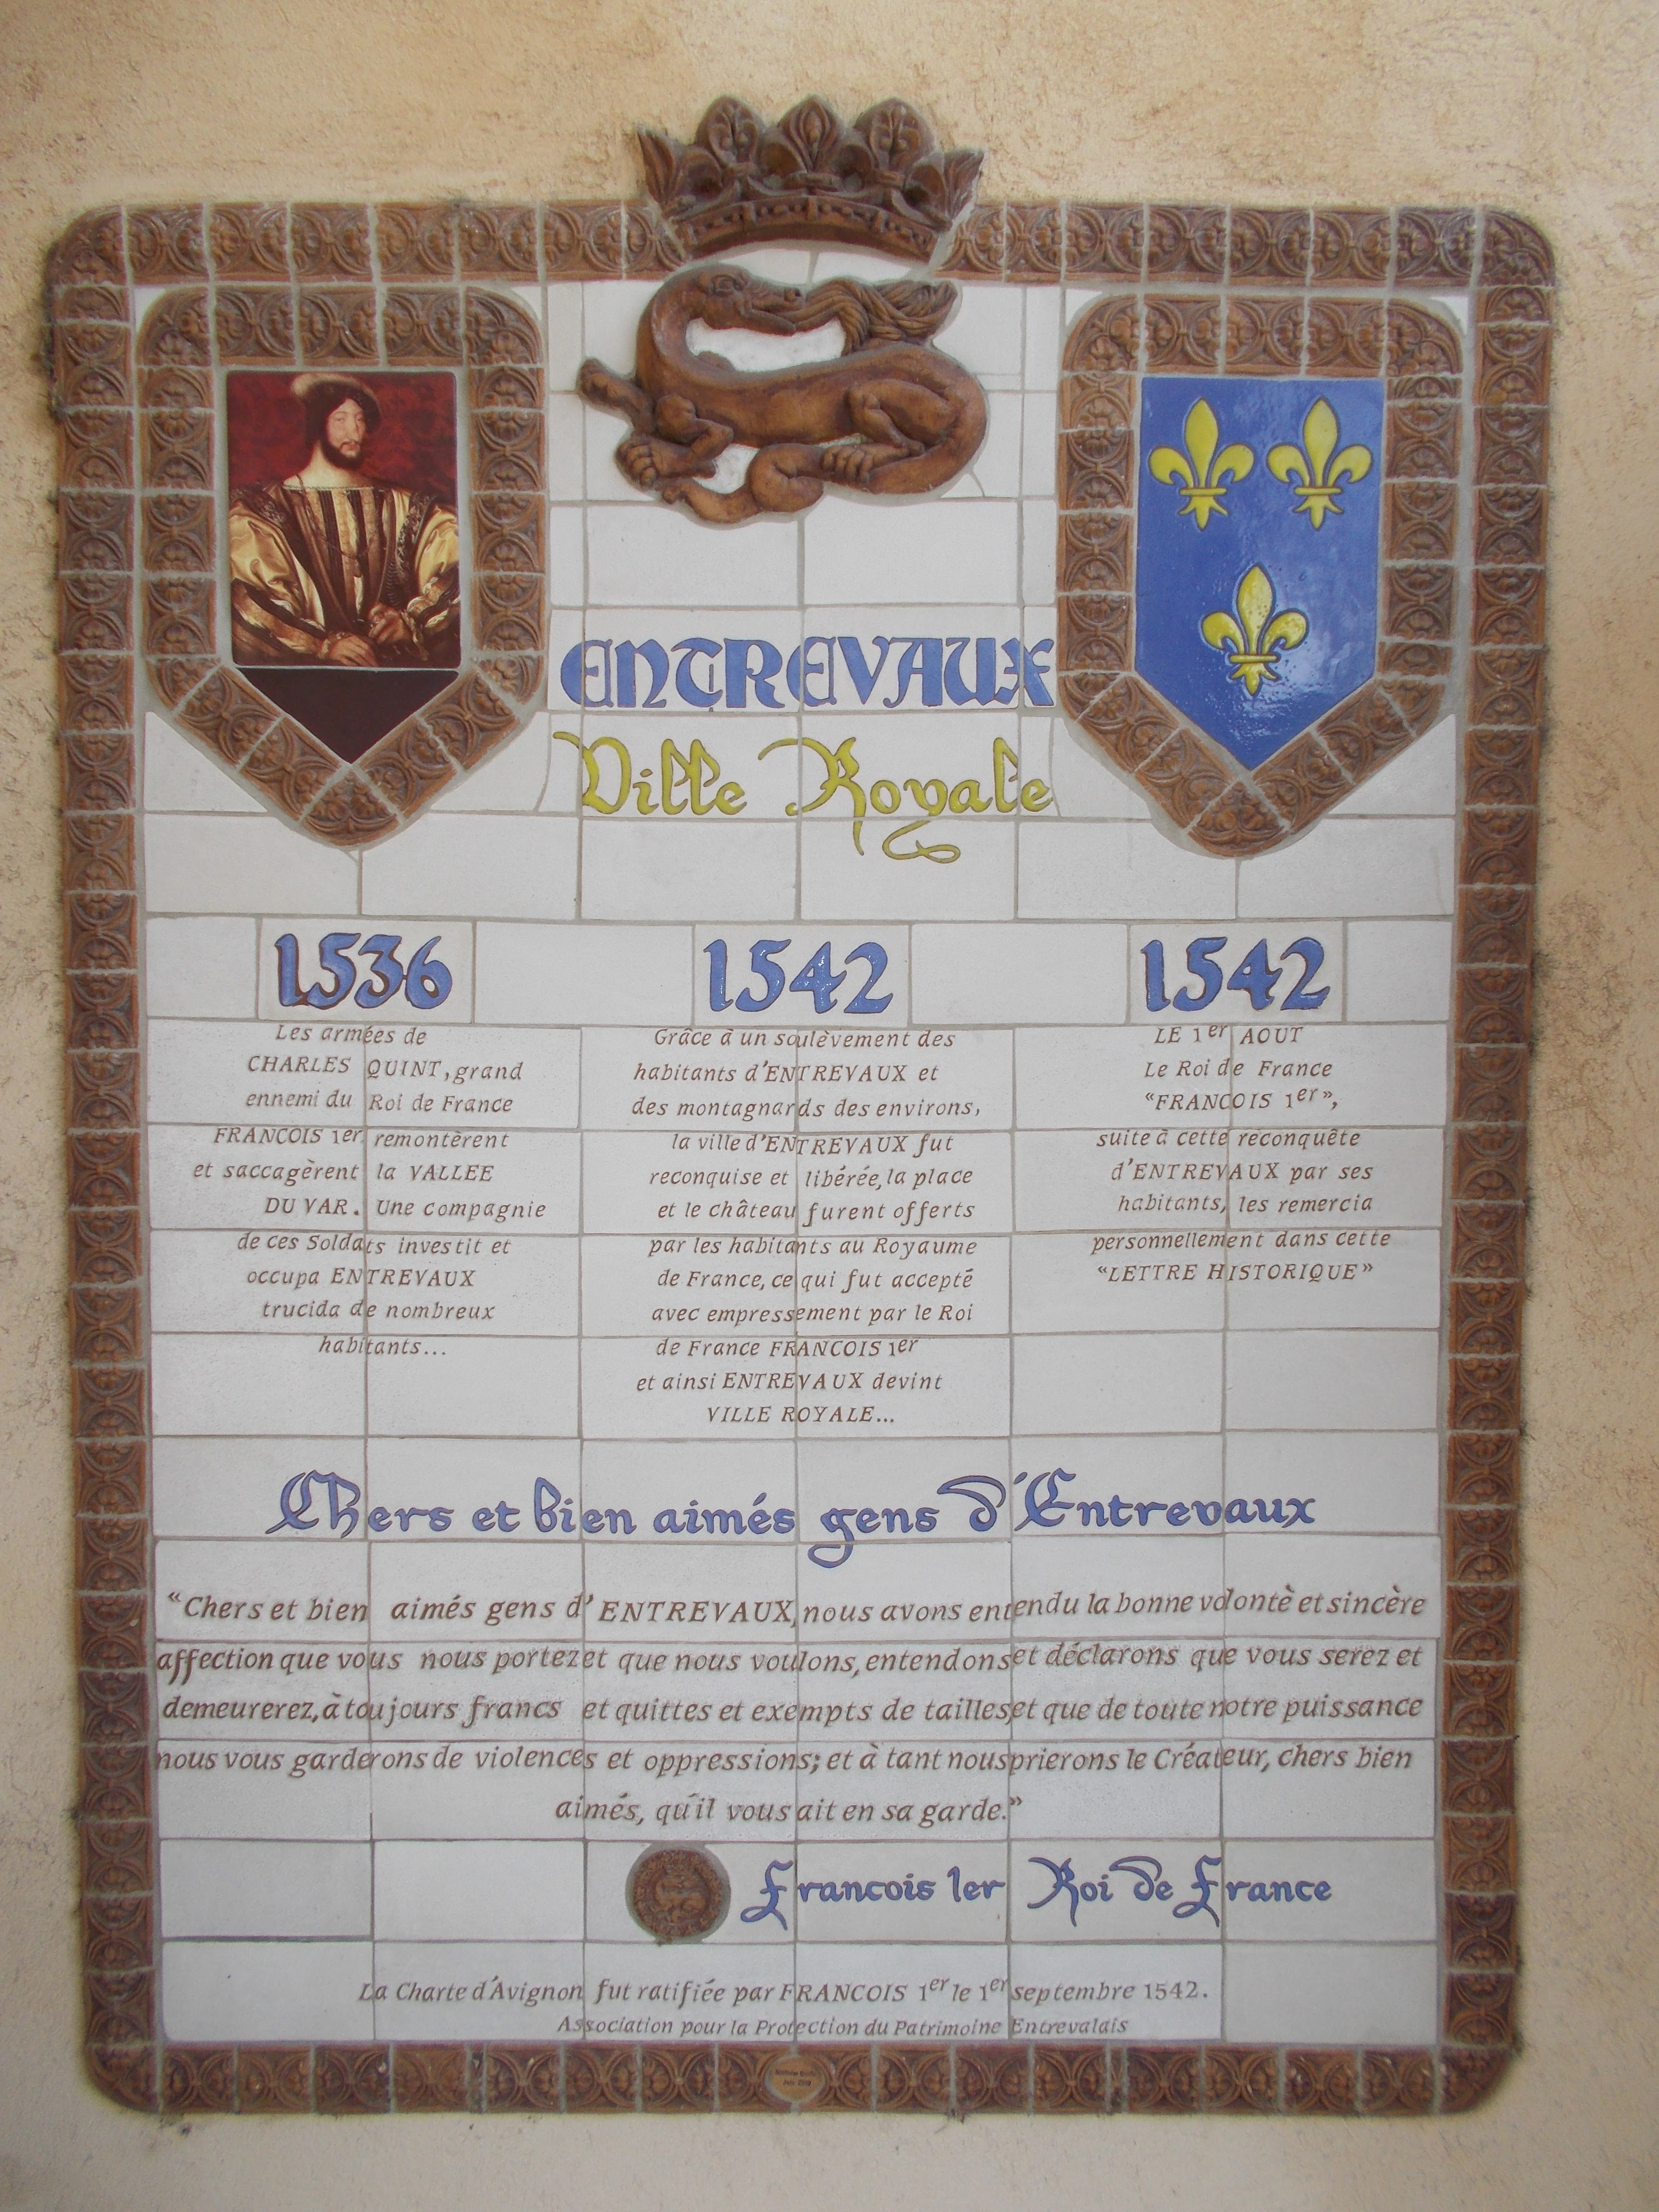 ENTREVAUX
Ville Royale
1536
Les armées de
CHARLES QUINT, grand
ennemi du Roi de France
FRANCOIS 1er remontèrent
et saccagèrent la VALLEE
DU VAR. Une compagnie
de ces Soldats investit et
occupa ENTREVAUX
trucida de nombreux
habitants...
1542
Grâce à un soulèvement des
habitants d'ENTREVAUX et
des montagnards des environs,
la ville d'ENTREVAUX fut
reconquise et libérée, la place
et le château furent offerts
par les habitants au Royaume
de France, ce qui fut accepté
avec empressement par le Roi
de France FRANCOIS 1er
et ainsi ENTREVAUX devint
VILLE ROYALE...
1542
LE 1er AOUT
Le Roi de France
“FRANCOIS 1er”,
suite à cette reconquête
d'ENTREVAUX par ses
habitants, les remercia
personnellement dans cette
“LETTRE HISTORIQUE”
Chers et bien aimés gens d'Entrevaux
“Chers et bien aimés gens d'ENTREVAUX, nous avons entendu la bonne volontè et sincère
affection que vous nous portez et que nous voulons, entendons et déclarons que vous serez et
demeurerez, à toujours francs et quittes et exempts de tailles et que de toute notre puissance
nous vous garderons de violences et oppressions; et à tant nous prierons le Créateur, chers bien
aimés, qu'il vous ait en sa garde.”
Francois 1er Roi de France
La Charte d'Avignon fut ratifiée par FRANCOIS 1er le 1er septembre 1542.
Association pour la Protection du Patrimoine Entrevalais